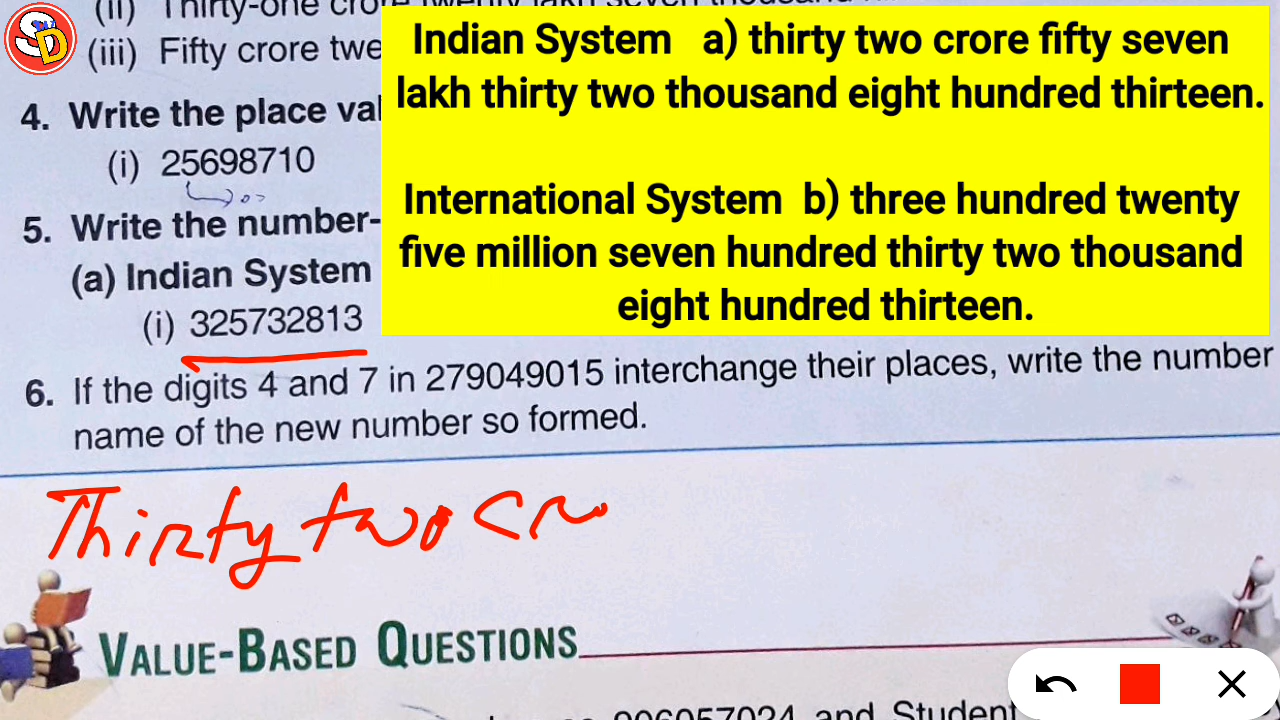 SD
(ii) Thirty-one crore twenty lakh seven thousand
(iii) Fifty crore twe
Indian System a) thirty two crore fifty seven
lakh thirty two thousand eight hundred thirteen.
International System b) three hundred twenty
five million seven hundred thirty two thousand
eight hundred thirteen.
4. Write the place val
(i) 25698710
5. Write the number-
(a) Indian System
(i) 325732813
6. If the digits 4 and 7 in 279049015 interchange their places, write the number
name of the new number so formed.
Thirty two cro
VALUE-BASED QUESTIONS
906057024 and Student